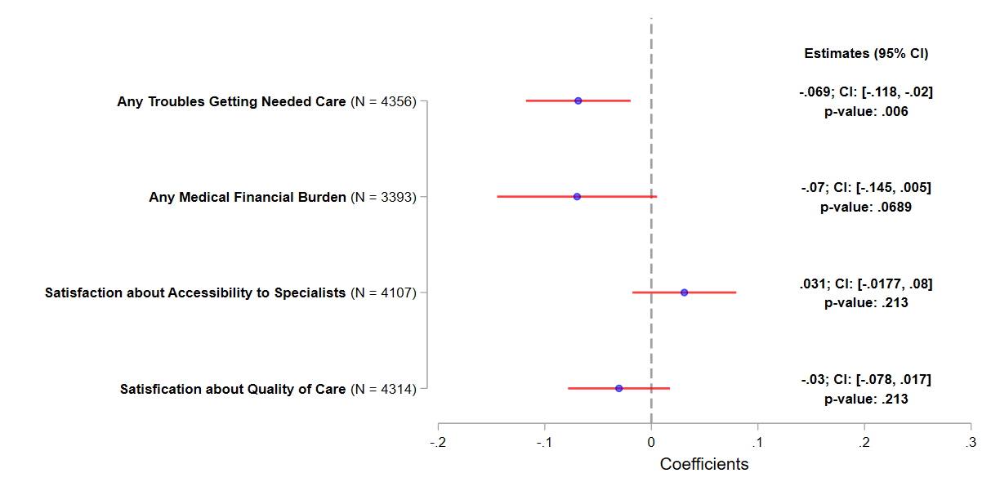 Estimates (95% CI)
Any Troubles Getting Needed Care (N = 4356)
-.069; CI: [-.118, -.02]
p-value: .006
Any Medical Financial Burden (N = 3393)
-.07; CI: [-.145, .005]
p-value: .0689
Satisfaction about Accessibility to Specialists (N = 4107)
.031; CI: [-.0177, .08]
p-value: .213
Satisfication about Quality of Care (N = 4314)
-.03; CI: [-.078, .017]
p-value: .213
-.2 -.1 0 .1 .2 .3
Coefficients